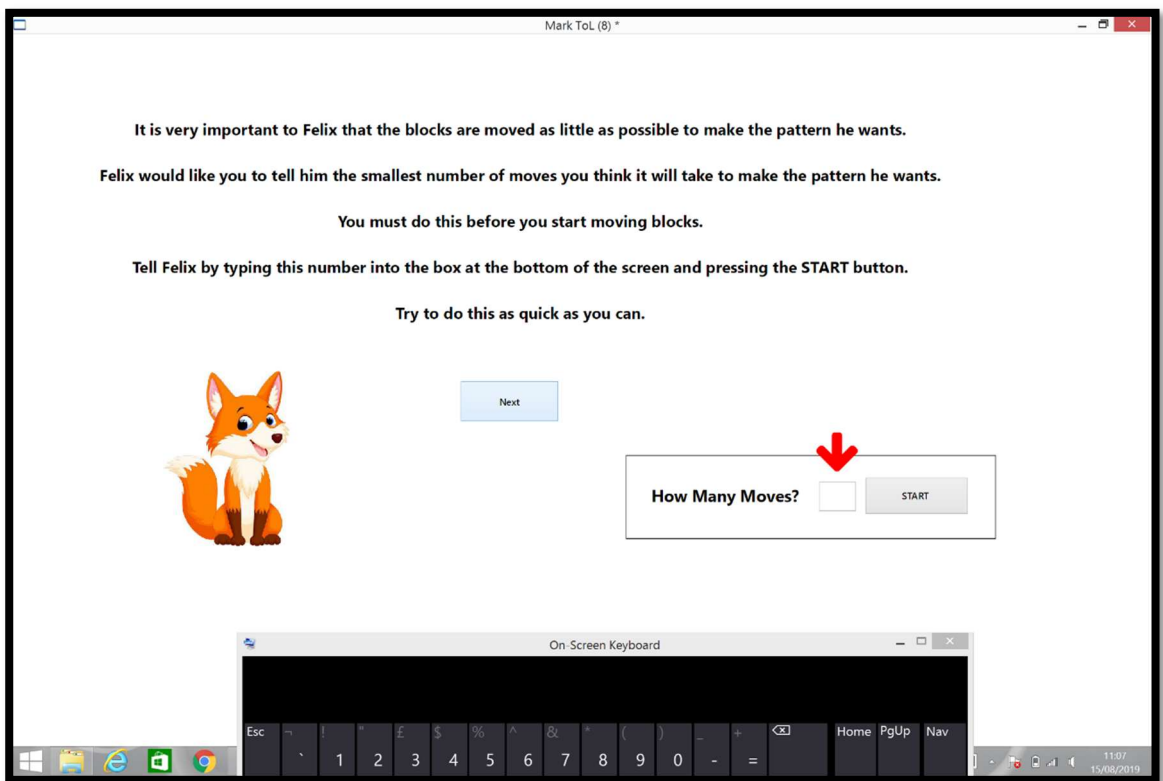 Mark ToL (8) *
It is very important to Felix that the blocks are moved as little as possible to make the pattern he wants.
Felix would like you to tell him the smallest number of moves you think it will take to make the pattern he wants.
You must do this before you start moving blocks.
Tell Felix by typing this number into the box at the bottom of the screen and pressing the START button.
Try to do this as quick as you can.
Next
How Many Moves?
START
On-Screen Keyboard
Esc ¬ ! " £ $ % ^ & * ( ) _ + Home PgUp Nav
` 1 2 3 4 5 6 7 8 9 0 - =
11:07
15/08/2019